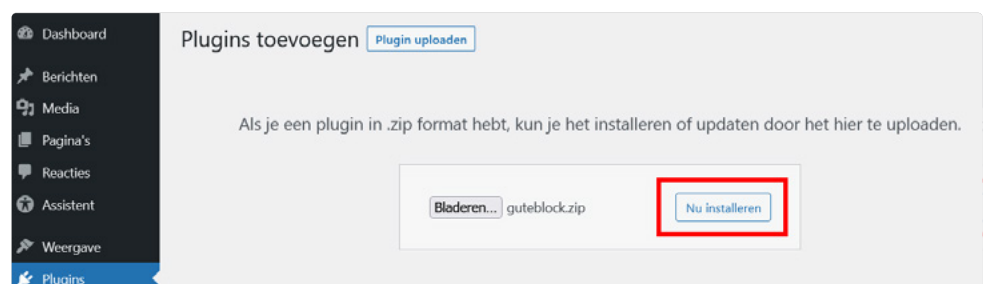 Dashboard
Berichten
Media
Pagina's
Reacties
Assistent
Weergave
Plugins
Plugins toevoegen Plugin uploaden
Als je een plugin in .zip format hebt, kun je het installeren of updaten door het hier te uploaden.
Bladeren... guteblock.zip Nu installeren